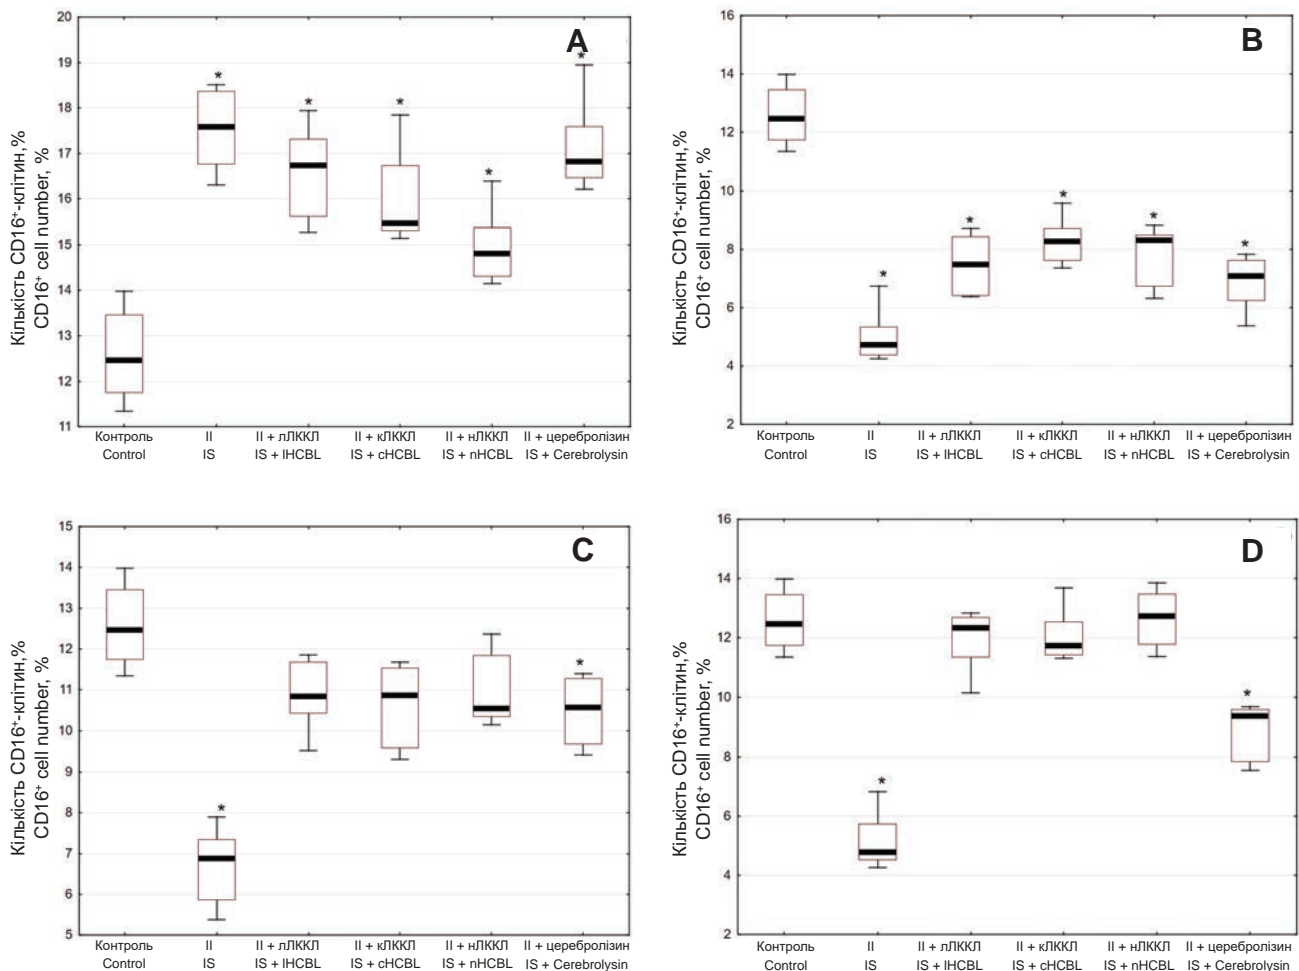 A
Кількість CD16⁺-клітин,%
CD16⁺ cell number, %
20
19
18
17
16
15
14
13
12
11
* * * * *
Контроль ІІ ІІ + лЛККЛ ІІ + кЛККЛ ІІ + нЛККЛ ІІ + церебролізин
Control IS IS + lHCBL IS + cHCBL IS + nHCBL IS + Cerebrolysin
B
Кількість CD16⁺-клітин,%
CD16⁺ cell number, %
16
14
12
10
8
6
4
2
* * * * *
Контроль ІІ ІІ + лЛККЛ ІІ + кЛККЛ ІІ + нЛККЛ ІІ + церебролізин
Control IS IS + lHCBL IS + cHCBL IS + nHCBL IS + Cerebrolysin
C
Кількість CD16⁺-клітин,%
CD16⁺ cell number, %
15
14
13
12
11
10
9
8
7
6
5
* *
Контроль ІІ ІІ + лЛККЛ ІІ + кЛККЛ ІІ + нЛККЛ ІІ + церебролізин
Control IS IS + lHCBL IS + cHCBL IS + nHCBL IS + Cerebrolysin
D
Кількість CD16⁺-клітин,%
CD16⁺ cell number, %
16
14
12
10
8
6
4
2
* *
Контроль ІІ ІІ + лЛККЛ ІІ + кЛККЛ ІІ + нЛККЛ ІІ + церебролізин
Control IS IS + lHCBL IS + cHCBL IS + nHCBL IS + Cerebrolysin